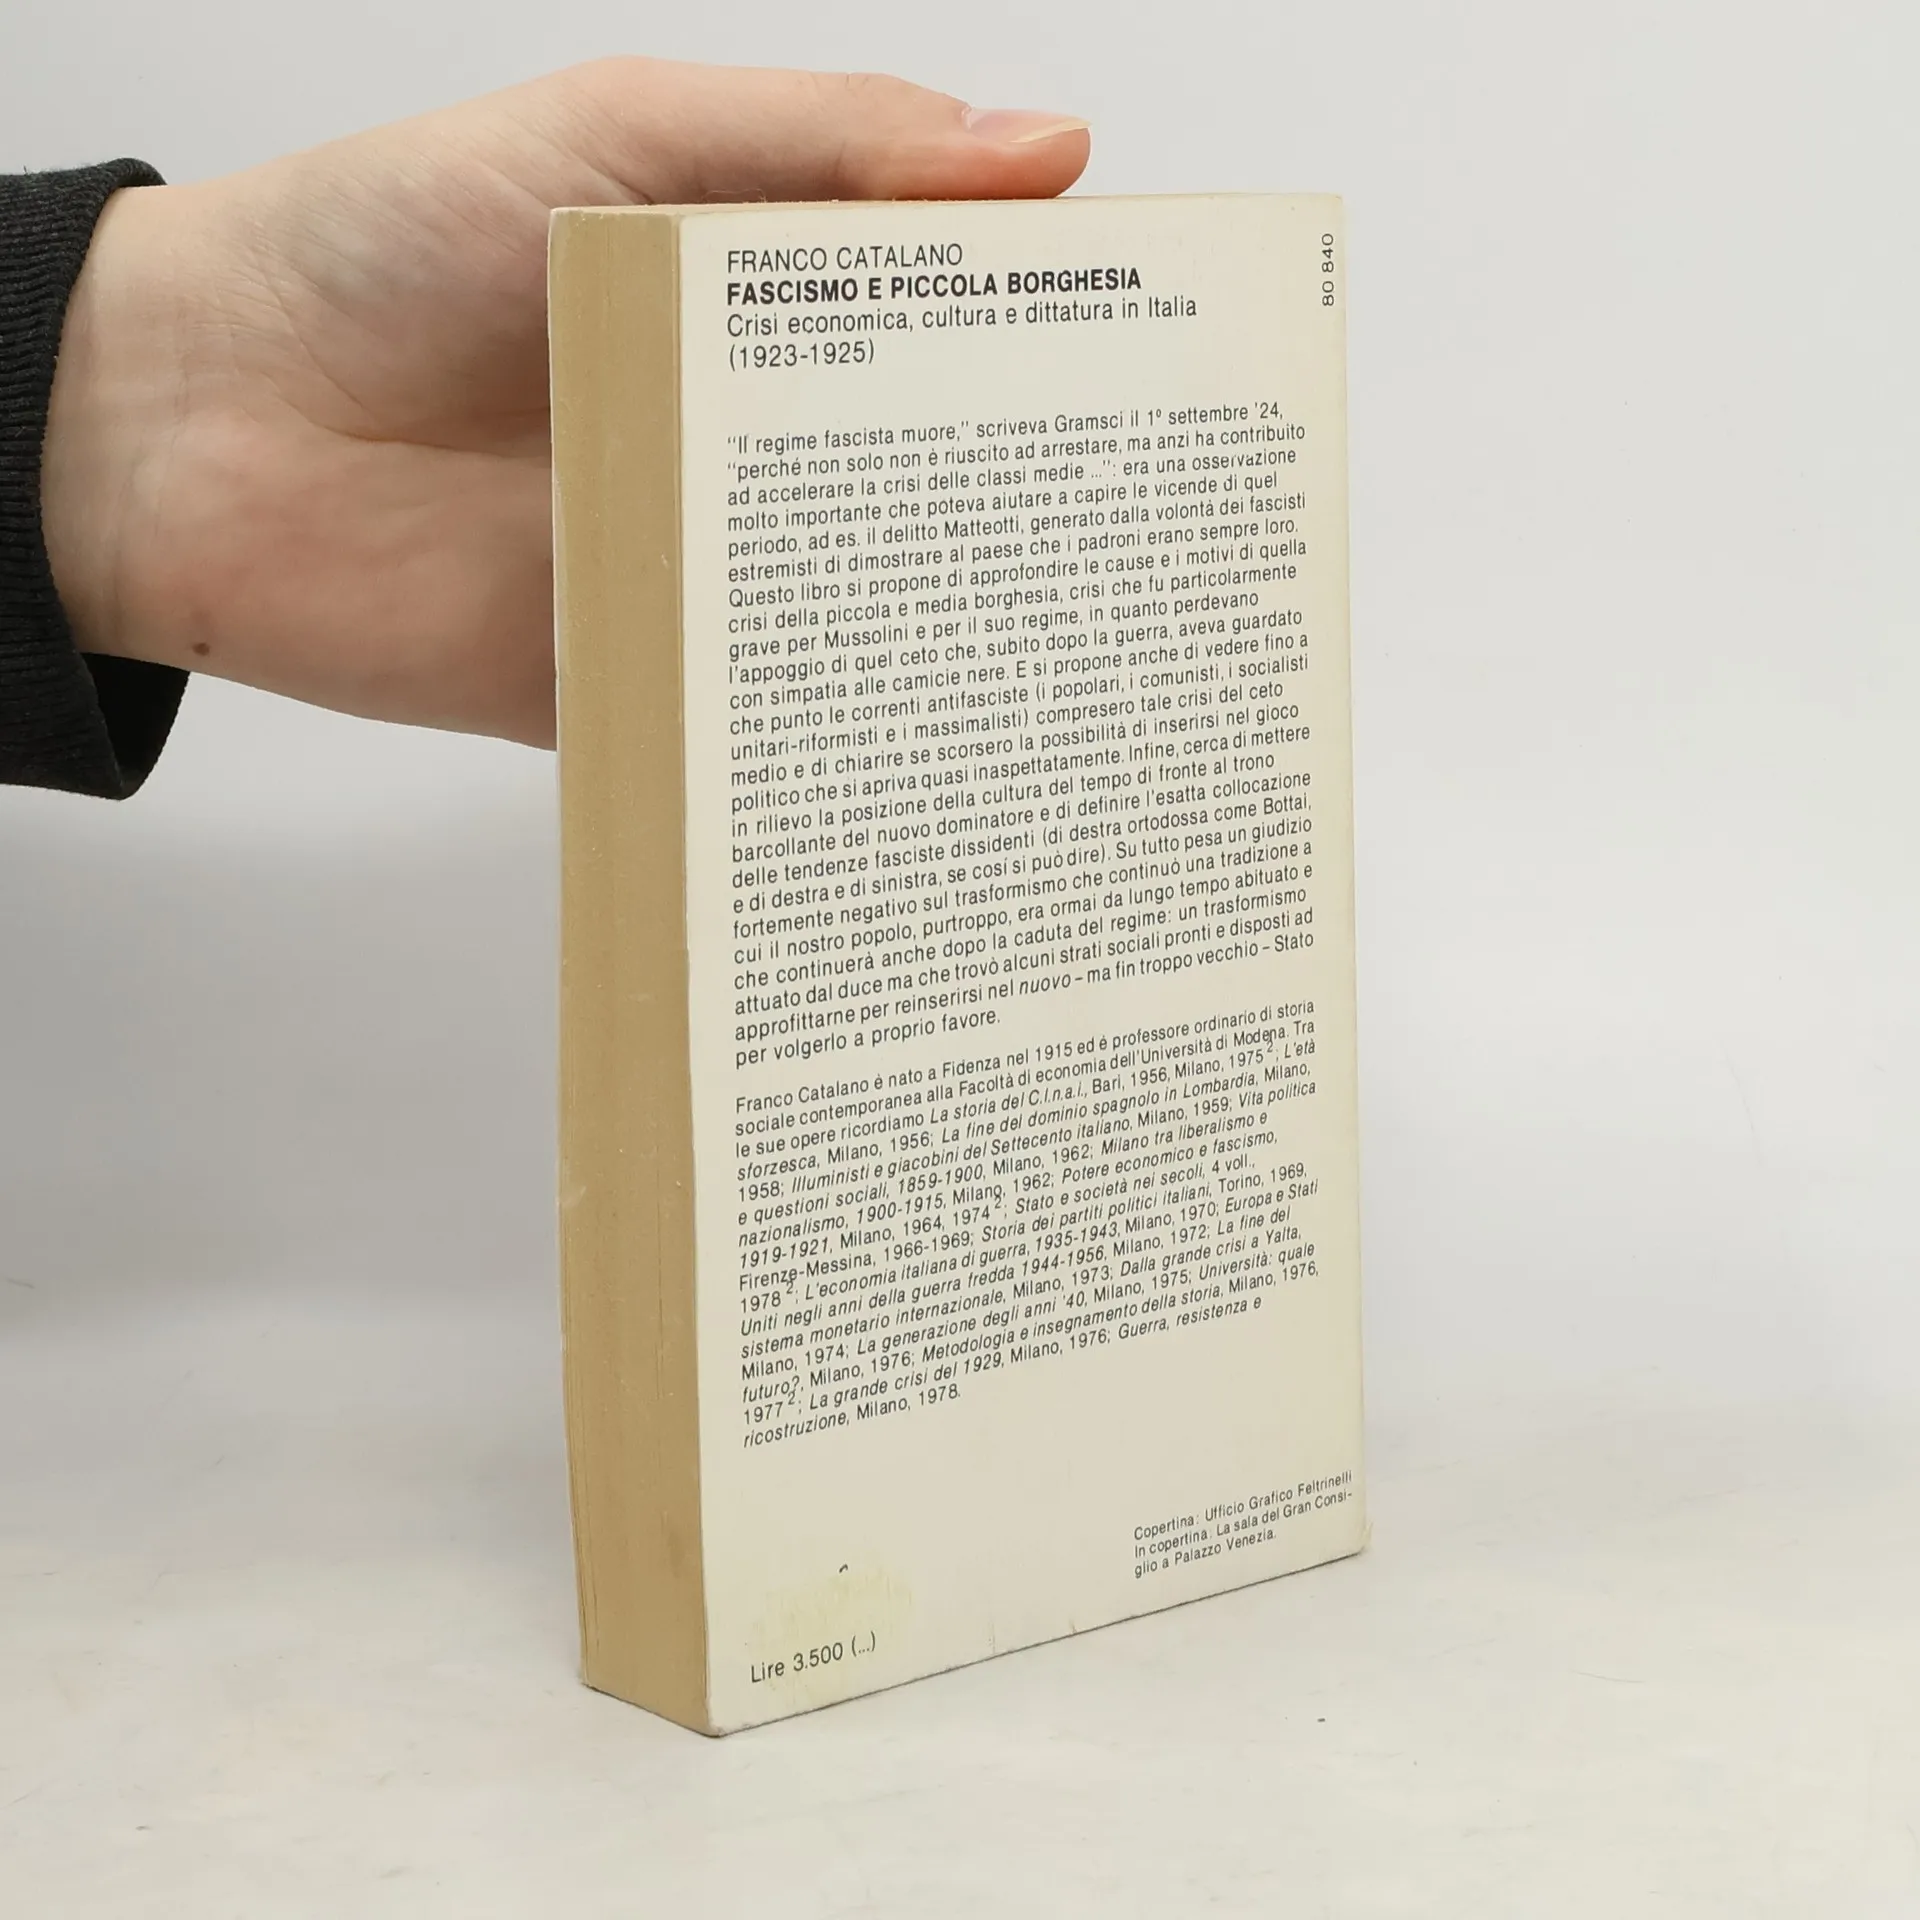 FRANCO CATALANO
FASCISMO E PICCOLA BORGHESIA
Crisi economica, cultura e dittatura in Italia
(1923-1925)
80 840
“Il regime fascista muore,” scriveva Gramsci il 1º settembre '24,
“perché non solo non è riuscito ad arrestare, ma anzi ha contribuito
ad accelerare la crisi delle classi medie ...”: era una osservazione
molto importante che poteva aiutare a capire le vicende di quel
periodo, ad es. il delitto Matteotti, generato dalla volontà dei fascisti
estremisti di dimostrare al paese che i padroni erano sempre loro.
Questo libro si propone di approfondire le cause e i motivi di quella
crisi della piccola e media borghesia, crisi che fu particolarmente
grave per Mussolini e per il suo regime, in quanto perdevano
l'appoggio di quel ceto che, subito dopo la guerra, aveva guardato
con simpatia alle camicie nere. E si propone anche di vedere fino a
che punto le correnti antifasciste (i popolari, i comunisti, i socialisti
unitari-riformisti e i massimalisti) compresero tale crisi del ceto
medio e di chiarire se scorsero la possibilità di inserirsi nel gioco
politico che si apriva quasi inaspettatamente. Infine, cerca di mettere
in rilievo la posizione della cultura del tempo di fronte al trono
barcollante del nuovo dominatore e di definire l'esatta collocazione
delle tendenze fasciste dissidenti (di destra ortodossa come Bottai,
e di destra e di sinistra, se cosí si può dire). Su tutto pesa un giudizio
fortemente negativo sul trasformismo che continuò una tradizione a
cui il nostro popolo, purtroppo, era ormai da lungo tempo abituato e
che continuerà anche dopo la caduta del regime: un trasformismo
attuato dal duce ma che trovò alcuni strati sociali pronti e disposti ad
approfittarne per reinserirsi nel nuovo – ma fin troppo vecchio – Stato
per volgerlo a proprio favore.
Franco Catalano è nato a Fidenza nel 1915 ed è professore ordinario di storia
sociale contemporanea alla Facoltà di economia dell'Università di Modena. Tra
le sue opere ricordiamo La storia del C.l.n.a.i., Bari, 1956, Milano, 1975²; L'età
sforzesca, Milano, 1956; La fine del dominio spagnolo in Lombardia, Milano,
1958; Illuministi e giacobini del Settecento italiano, Milano, 1959; Vita politica
e questioni sociali, 1859-1900, Milano, 1962; Milano tra liberalismo e
nazionalismo, 1900-1915, Milano, 1962; Potere economico e fascismo,
1919-1921, Milano, 1964, 1974²; Stato e società nei secoli, 4 voll.,
Firenze-Messina, 1966-1969; Storia dei partiti politici italiani, Torino, 1969,
1978²; L'economia italiana di guerra, 1935-1943, Milano, 1970; Europa e Stati
Uniti negli anni della guerra fredda 1944-1956, Milano, 1972; La fine del
sistema monetario internazionale, Milano, 1973; Dalla grande crisi a Yalta,
Milano, 1974; La generazione degli anni '40, Milano, 1975; Università: quale
futuro?, Milano, 1976; Metodologia e insegnamento della storia, Milano, 1976,
1977²; La grande crisi del 1929, Milano, 1976; Guerra, resistenza e
ricostruzione, Milano, 1978.
Copertina: Ufficio Grafico Feltrinelli
In copertina: La sala del Gran Consi-
glio a Palazzo Venezia.
Lire 3.500 (...)